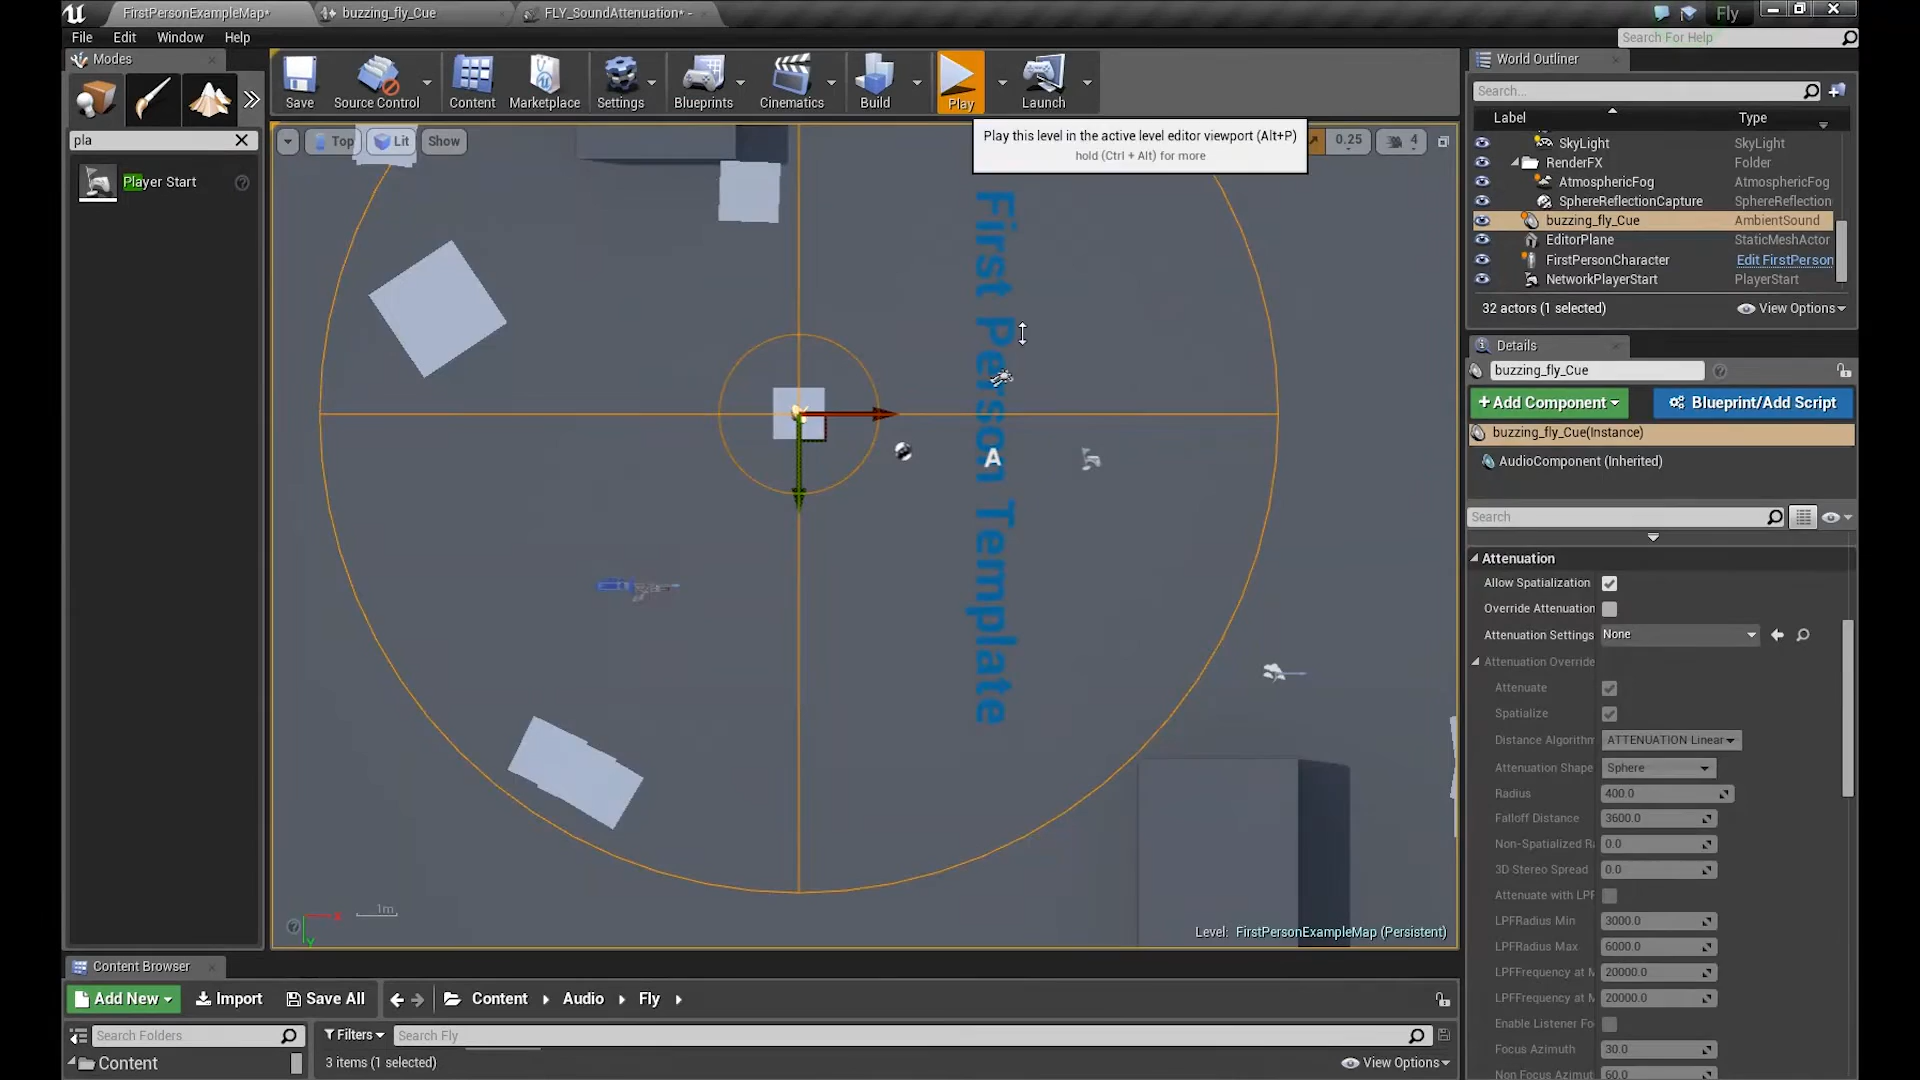 FirstPersonExampleMap*
buzzing_fly_Cue
FLY_SoundAttenuation* -
Fly
File
Edit
Window
Help
Search For Help
Modes
Save
Source Control
Content
Marketplace
Settings
Blueprints
Cinematics
Build
Play
Launch
pla
Player Start
Top
Lit
Show
0.25
4
Play this level in the active level editor viewport (Alt+P)
hold (Ctrl + Alt) for more
First Person Template
A
1m
Y
Level: FirstPersonExampleMap (Persistent)
World Outliner
Search...
Label
Type
SkyLight
SkyLight
RenderFX
Folder
AtmosphericFog
AtmosphericFog
SphereReflectionCapture
SphereReflection
buzzing_fly_Cue
AmbientSound
EditorPlane
StaticMeshActor
FirstPersonCharacter
Edit FirstPerson
NetworkPlayerStart
PlayerStart
32 actors (1 selected)
View Options
Details
buzzing_fly_Cue
+Add Component
Blueprint/Add Script
buzzing_fly_Cue(Instance)
AudioComponent (Inherited)
Search
Attenuation
Allow Spatialization
Override Attenuation
Attenuation Settings
None
Attenuation Override
Attenuate
Spatialize
Distance Algorithm
ATTENUATION Linear
Attenuation Shape
Sphere
Radius
400.0
Falloff Distance
3600.0
Non-Spatialized Ra
0.0
3D Stereo Spread
0.0
Attenuate with LPF
LPFRadius Min
3000.0
LPFRadius Max
6000.0
LPFFrequency at M
20000.0
LPFFrequency at M
20000.0
Enable Listener Fo
Focus Azimuth
30.0
Non Focus Azimut
60.0
Content Browser
Add New
Import
Save All
Content
Audio
Fly
Search Folders
Filters
Search Fly
Content
3 items (1 selected)
View Options